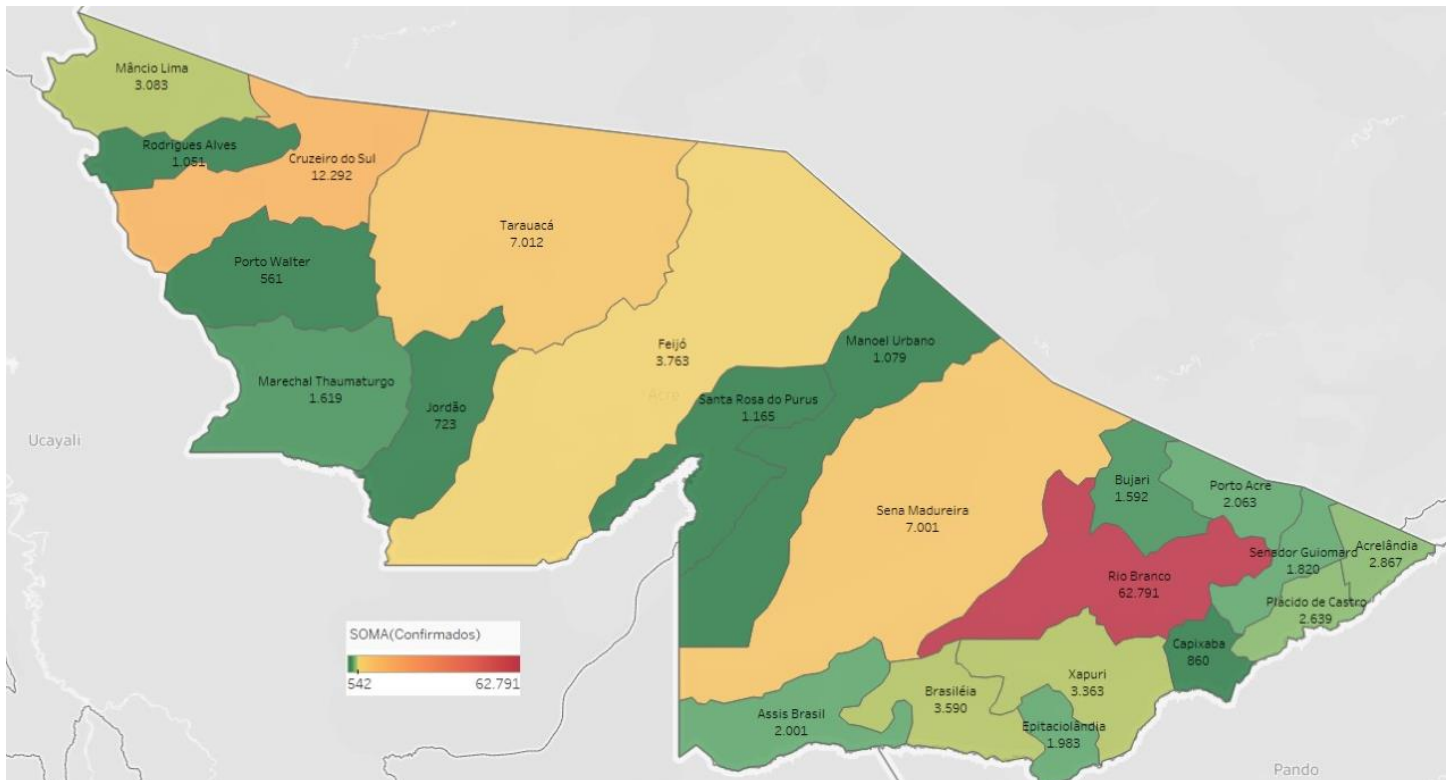 Mâncio Lima
3.083
Rodrigues Alves
1.051
Cruzeiro do Sul
12.292
Tarauacá
7.012
Porto Walter
561
Feijó
3.763
Manoel Urbano
1.079
Marechal Thaumaturgo
1.619
Jordão
723
Acre
Santa Rosa do Purus
1.165
Ucayali
Sena Madureira
7.001
Bujari
1.592
Porto Acre
2.063
Senador Guiomard
1.820
Acrelândia
2.867
Rio Branco
62.791
Plácido de Castro
2.639
SOMA(Confirmados)
542
62.791
Capixaba
860
Xapuri
3.363
Brasiléia
3.590
Assis Brasil
2.001
Epitaciolândia
1.983
Pando